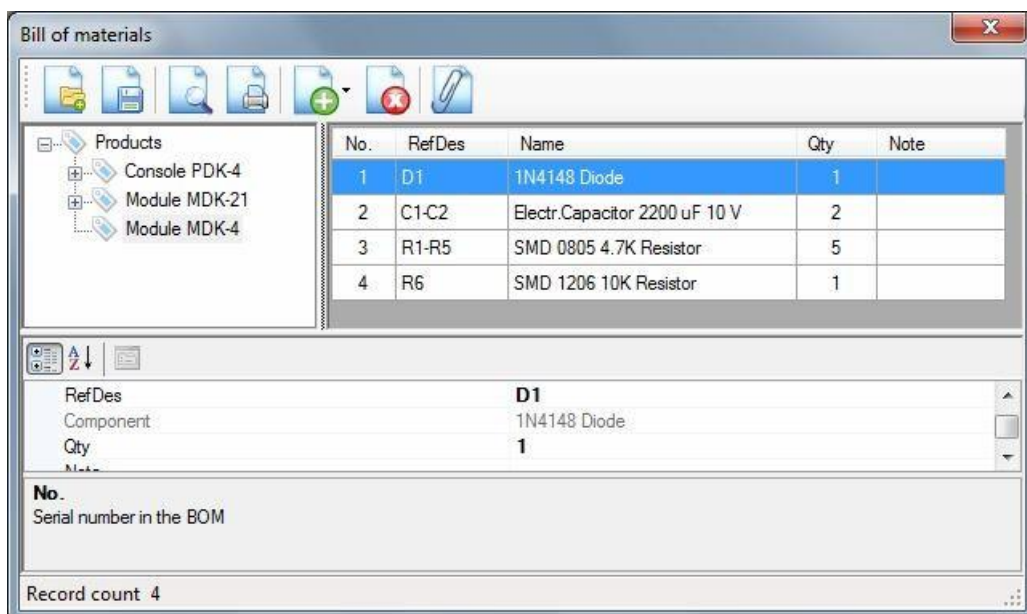 Bill of materials
Products
Console PDK-4
Module MDK-21
Module MDK-4
No. RefDes Name Qty Note
1 D1 1N4148 Diode 1
2 C1-C2 Electr.Capacitor 2200 uF 10 V 2
3 R1-R5 SMD 0805 4.7K Resistor 5
4 R6 SMD 1206 10K Resistor 1
RefDes D1
Component 1N4148 Diode
Qty 1
Note
No.
Serial number in the BOM
Record count 4